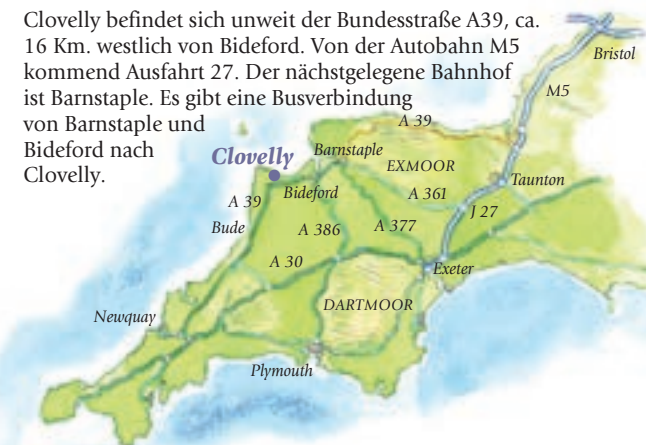 Clovelly befindet sich unweit der Bundesstraße A39, ca.
16 Km. westlich von Bideford. Von der Autobahn M5
kommend Ausfahrt 27. Der nächstgelegene Bahnhof
ist Barnstaple. Es gibt eine Busverbindung
von Barnstaple und
Bideford nach
Clovelly.
Bristol
M5
A 39
Clovelly
Barnstaple
EXMOOR
Taunton
A 39
Bideford
A 361
J 27
Bude
A 386
A 377
A 30
Exeter
Newquay
DARTMOOR
Plymouth